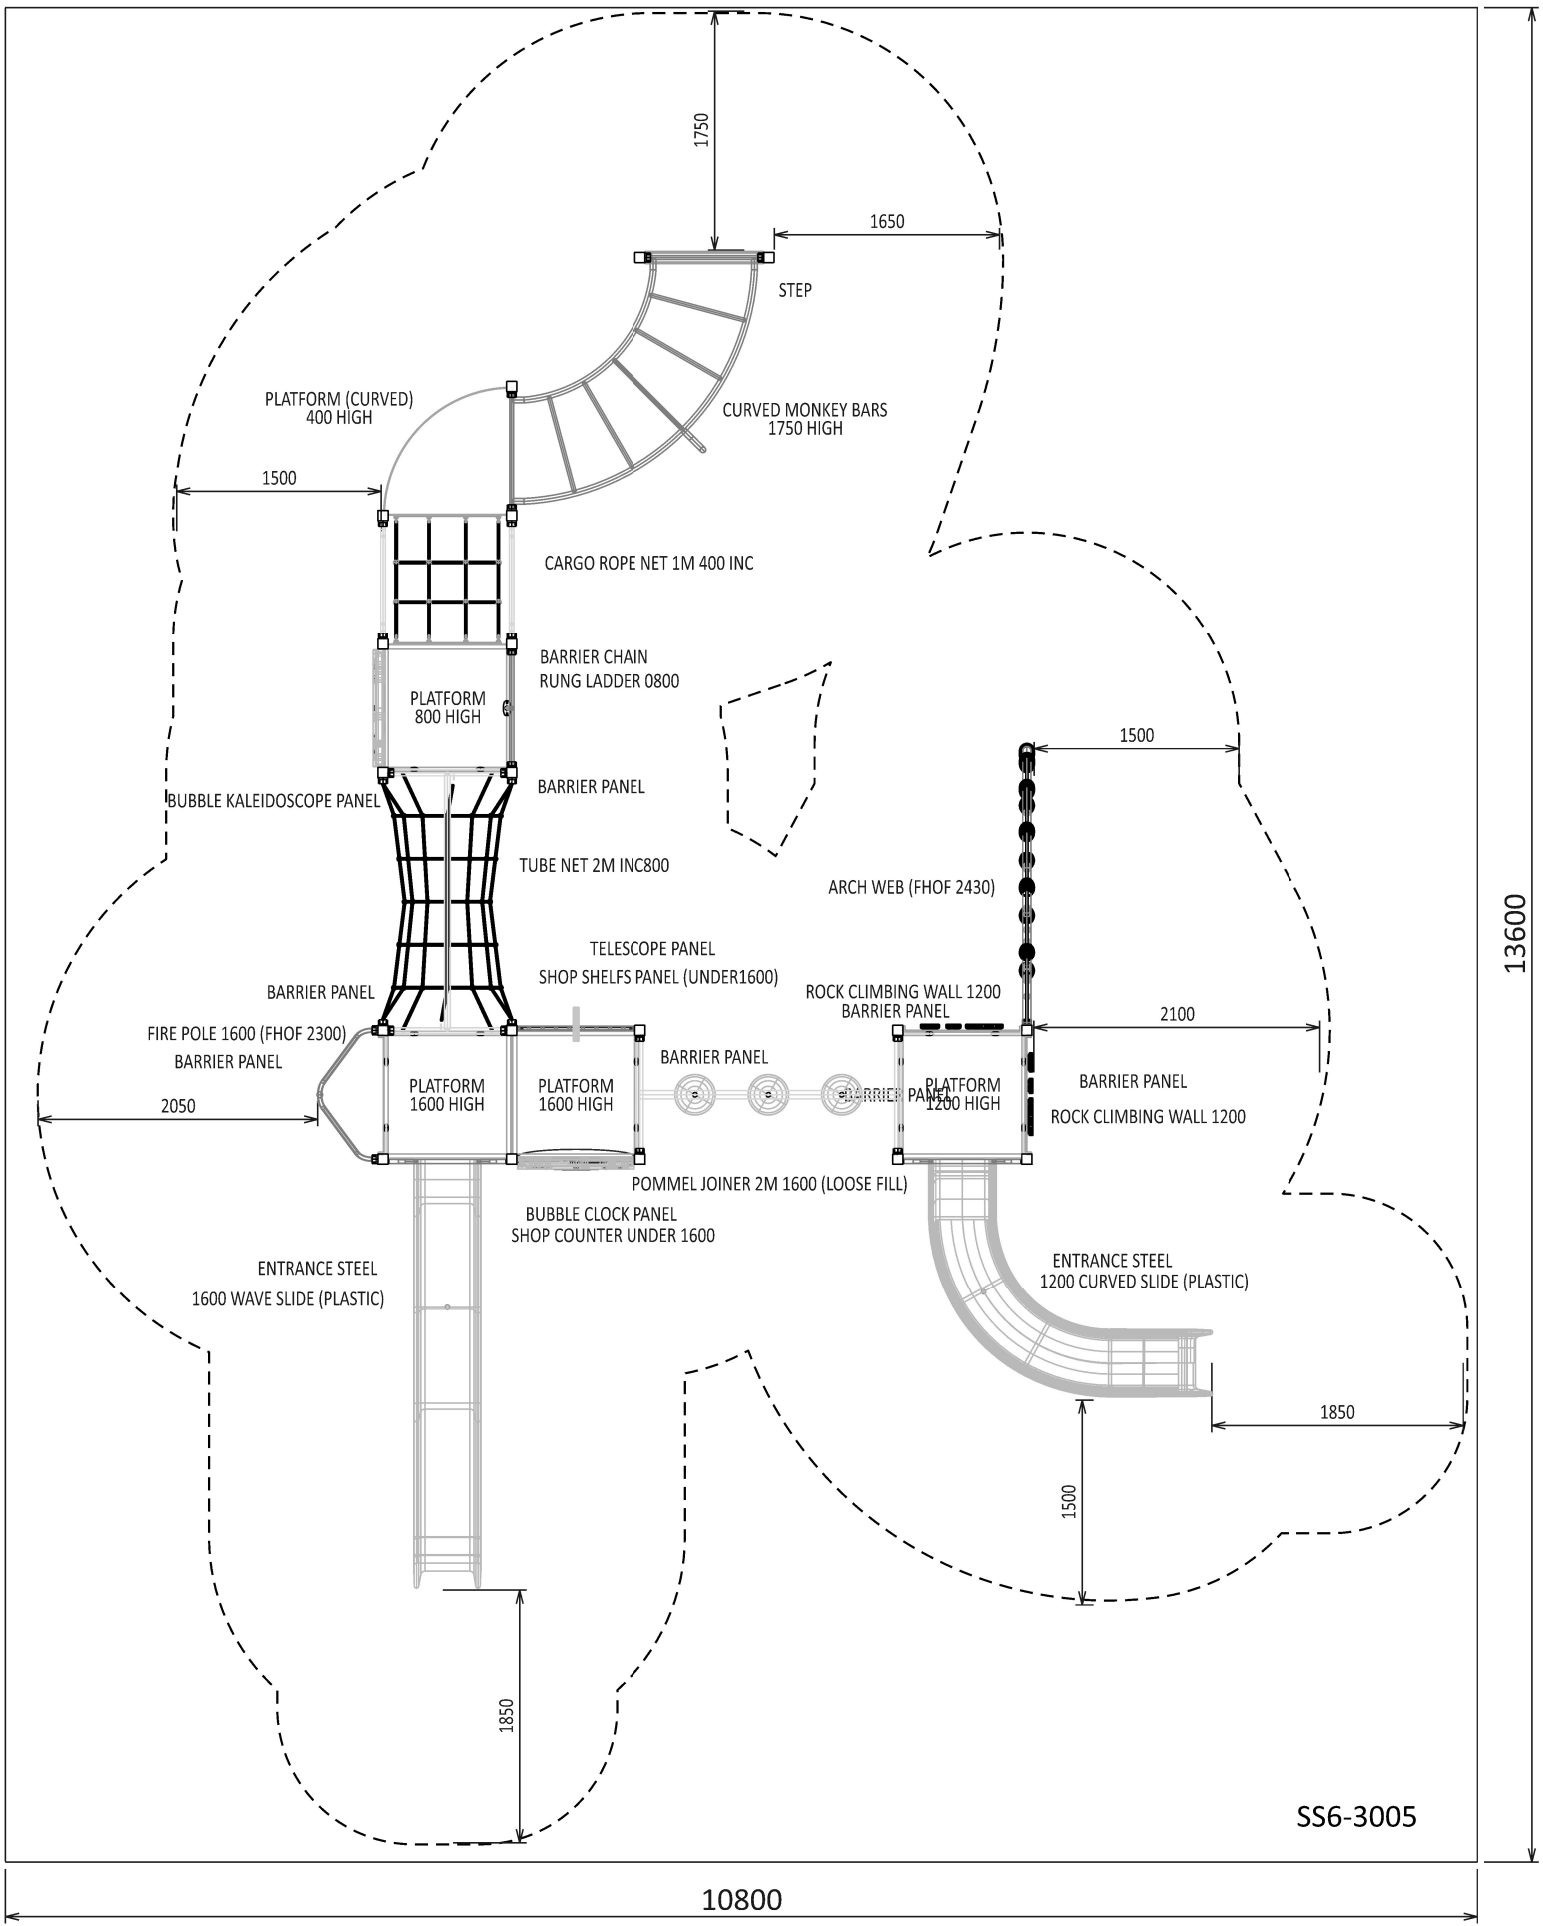 1750
1650
STEP
PLATFORM (CURVED)
400 HIGH
CURVED MONKEY BARS
1750 HIGH
1500
CARGO ROPE NET 1M 400 INC
BARRIER CHAIN
RUNG LADDER 0800
PLATFORM
800 HIGH
1500
BARRIER PANEL
BUBBLE KALEIDOSCOPE PANEL
TUBE NET 2M INC800
ARCH WEB (FHOF 2430)
13600
TELESCOPE PANEL
SHOP SHELFS PANEL (UNDER1600)
BARRIER PANEL
ROCK CLIMBING WALL 1200
BARRIER PANEL
2100
FIRE POLE 1600 (FHOF 2300)
BARRIER PANEL
BARRIER PANEL
PLATFORM
1600 HIGH
PLATFORM
1600 HIGH
BARRIER PANEL
PLATFORM
1200 HIGH
BARRIER PANEL
ROCK CLIMBING WALL 1200
2050
POMMEL JOINER 2M 1600 (LOOSE FILL)
BUBBLE CLOCK PANEL
SHOP COUNTER UNDER 1600
ENTRANCE STEEL
1600 WAVE SLIDE (PLASTIC)
ENTRANCE STEEL
1200 CURVED SLIDE (PLASTIC)
1850
1500
1850
SS6-3005
10800